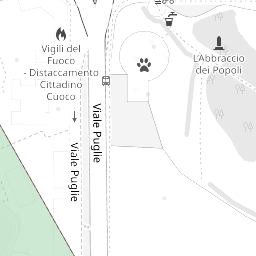 Vigili del
Fuoco
- Distaccamento
Cittadino
Cuoco
L'Abbraccio
dei Popoli
Viale Puglie
Viale Puglie